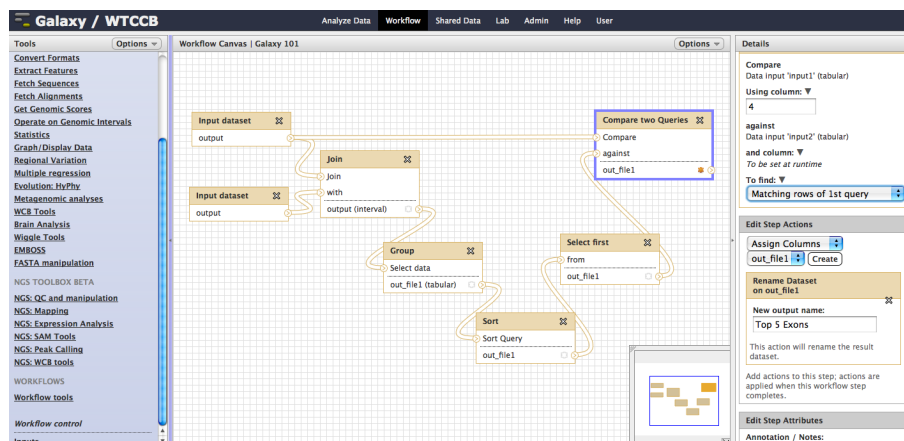 Galaxy / WTCCB
Analyze Data Workflow Shared Data Lab Admin Help User
Tools Options
Convert Formats
Extract Features
Fetch Sequences
Fetch Alignments
Get Genomic Scores
Operate on Genomic Intervals
Statistics
Graph/Display Data
Regional Variation
Multiple regression
Evolution: HyPhy
Metagenomic analyses
WCB Tools
Brain Analysis
Wiggle Tools
EMBOSS
FASTA manipulation
NGS TOOLBOX BETA
NGS: QC and manipulation
NGS: Mapping
NGS: Expression Analysis
NGS: SAM Tools
NGS: Peak Calling
NGS: WCB tools
WORKFLOWS
Workflow tools
Workflow control
Inputs
Workflow Canvas | Galaxy 101 Options
Input dataset
output
Input dataset
output
Join
Join
with
output (interval)
Group
Select data
out_file1 (tabular)
Sort
Sort Query
out_file1
Select first
from
out_file1
Compare two Queries
Compare
against
out_file1
Details
Compare
Data input 'input1' (tabular)
Using column:
4
against
Data input 'input2' (tabular)
and column:
To be set at runtime
To find:
Matching rows of 1st query
Edit Step Actions
Assign Columns
out_file1 Create
Rename Dataset
on out_file1
New output name:
Top 5 Exons
This action will rename the result
dataset.
Add actions to this step; actions are
applied when this workflow step
completes.
Edit Step Attributes
Annotation / Notes: